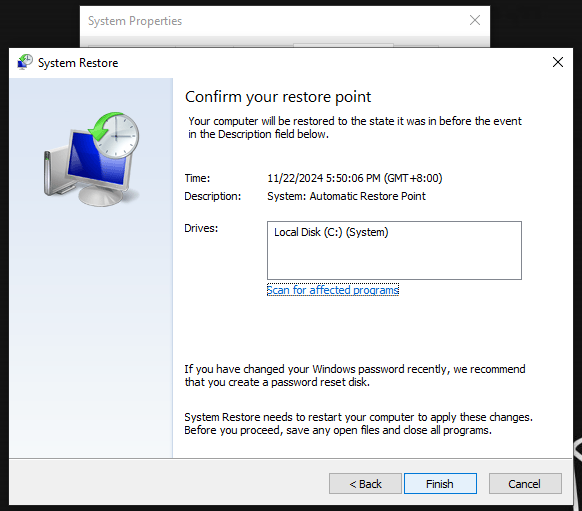 System Properties
System Restore
Confirm your restore point
Your computer will be restored to the state it was in before the event
in the Description field below.
Time: 11/22/2024 5:50:06 PM (GMT+8:00)
Description: System: Automatic Restore Point
Drives: Local Disk (C:) (System)
Scan for affected programs
If you have changed your Windows password recently, we recommend
that you create a password reset disk.
System Restore needs to restart your computer to apply these changes.
Before you proceed, save any open files and close all programs.
< Back Finish Cancel